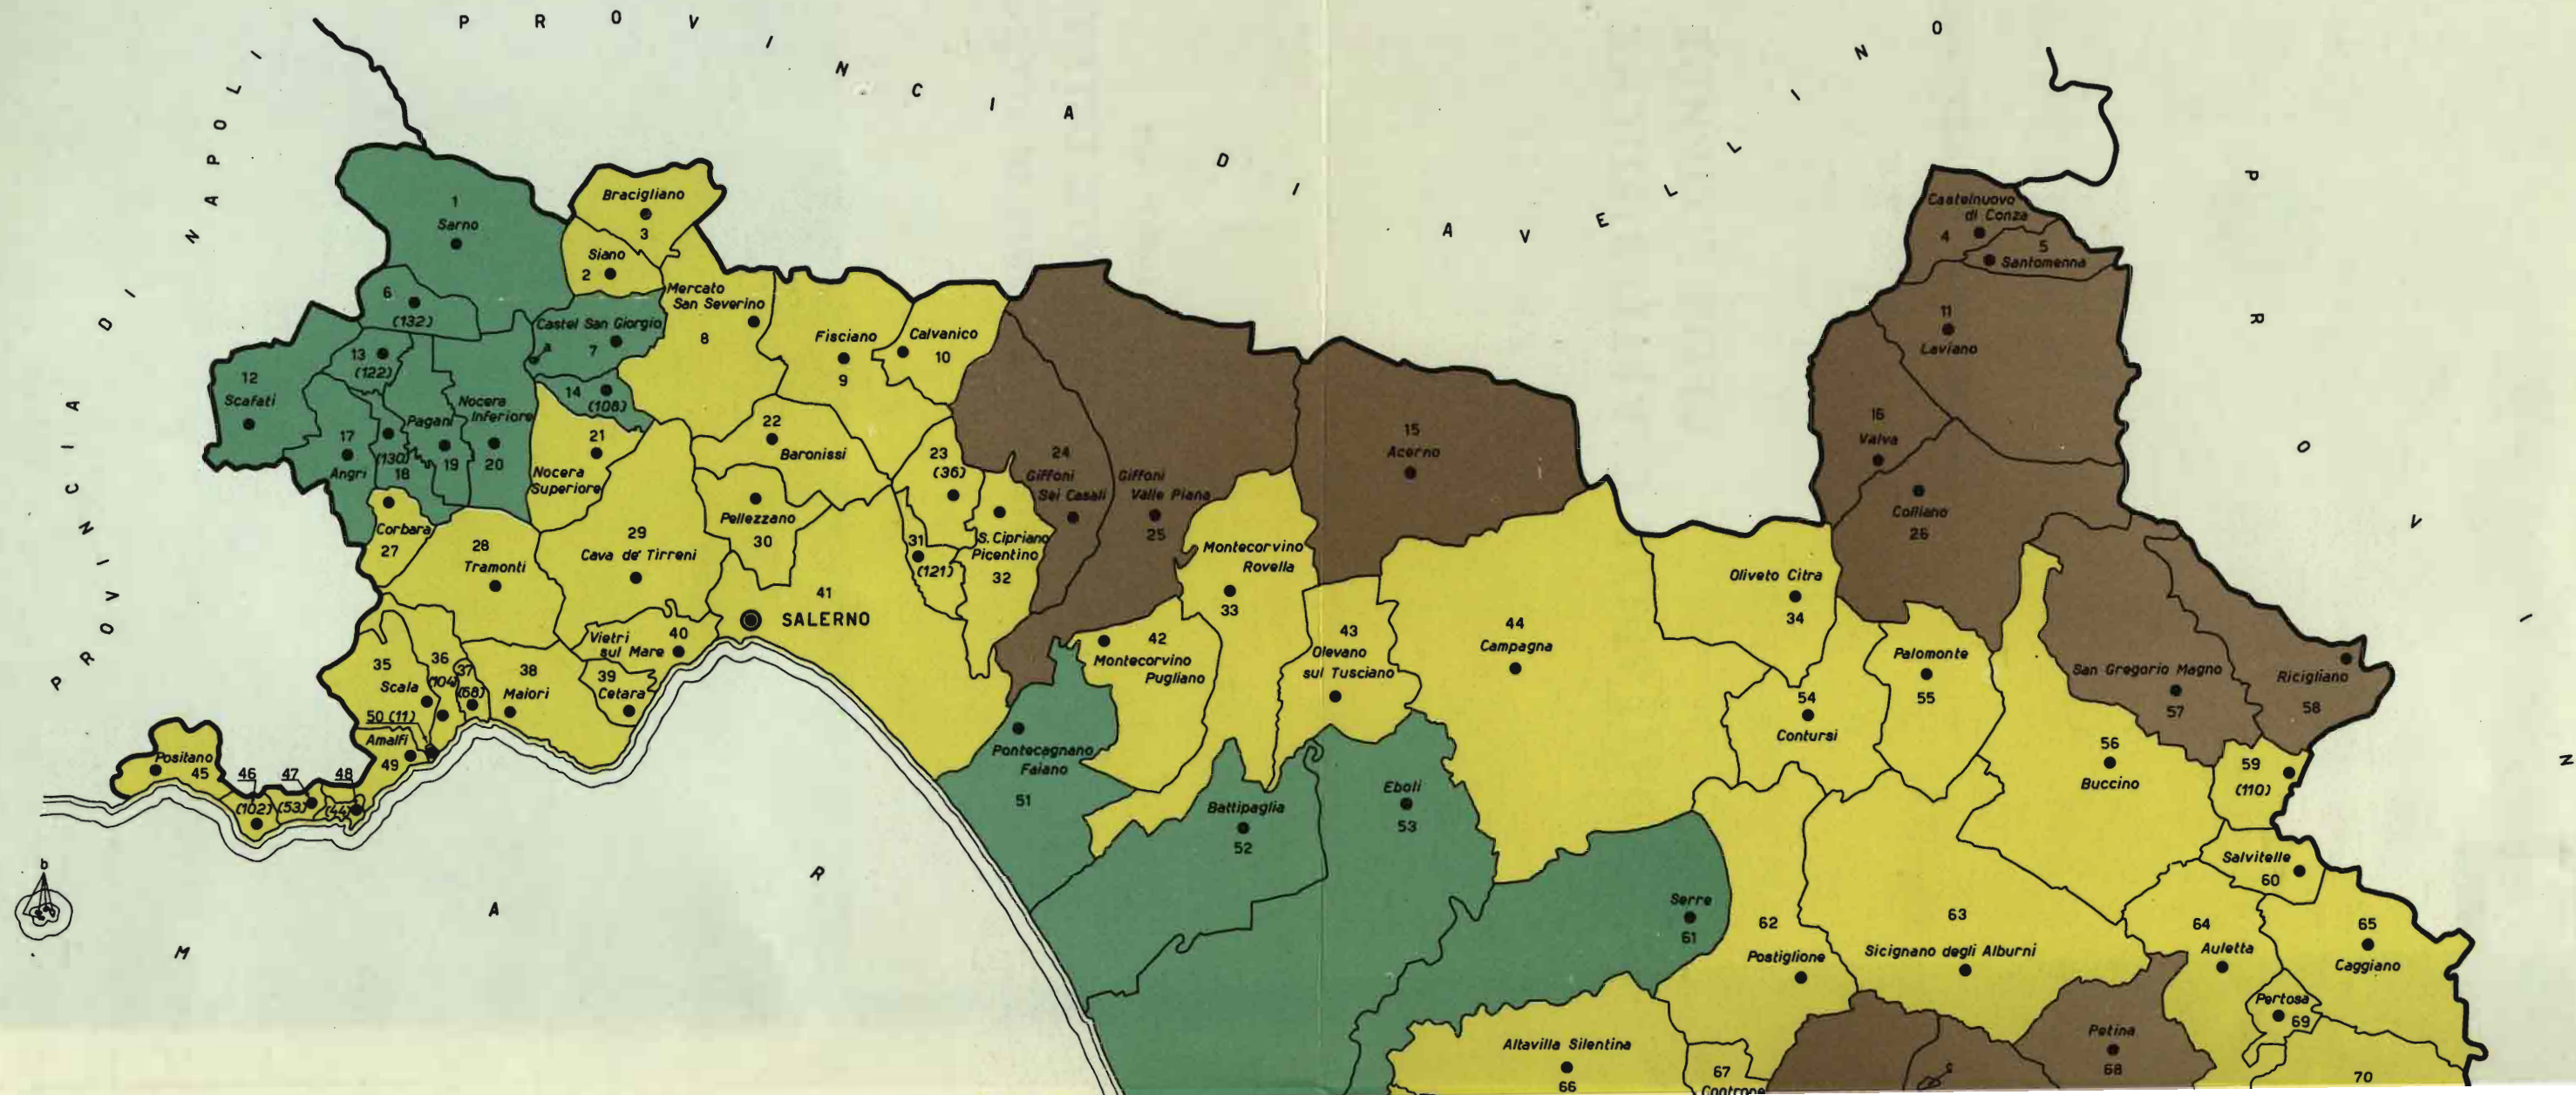 PROVINCIA DI AVELLINO
PROVINCIA DI NAPOLI
PROVIN
MAR
b
1
Sarno
Bracigliano
3
Siano
2
Mercato
San Severino
8
6
(132)
Castel San Giorgio
7
a
Fisciano
9
Calvanico
10
Castelnuovo
di Conza
4
5
Santomenna
11
Laviano
12
Scafati
13
(122)
14
(108)
15
Acerno
16
Valva
17
Angri
(130)
18
Pagani
19
Nocera
Inferiore
20
21
Nocera
Superiore
22
Baronissi
23
(36)
24
Giffoni
Sei Casali
Giffoni
Valle Piana
25
Colliano
26
Corbara
27
28
Tramonti
29
Cava de' Tirreni
Pellezzano
30
31
(121)
S. Cipriano
Picentino
32
Montecorvino
Rovella
33
Oliveto Citra
34
35
Scala
36
(104)
37
(68)
38
Maiori
39
Cetara
Vietri
sul Mare
40
41
SALERNO
42
Montecorvino
Pugliano
43
Olevano
sul Tusciano
44
Campagna
Positano
45
46
(102)
47
(53)
48
(44)
Amalfi
49
50 (11)
Pontecagnano
Faiano
51
Battipaglia
52
Eboli
53
54
Contursi
Palomonte
55
56
Buccino
San Gregorio Magno
57
Ricigliano
58
59
(110)
Salvitelle
60
Serre
61
62
Postiglione
63
Sicignano degli Alburni
64
Auletta
65
Caggiano
Altavilla Silentina
66
67
Controne
Petina
68
Pertosa
69
70
c